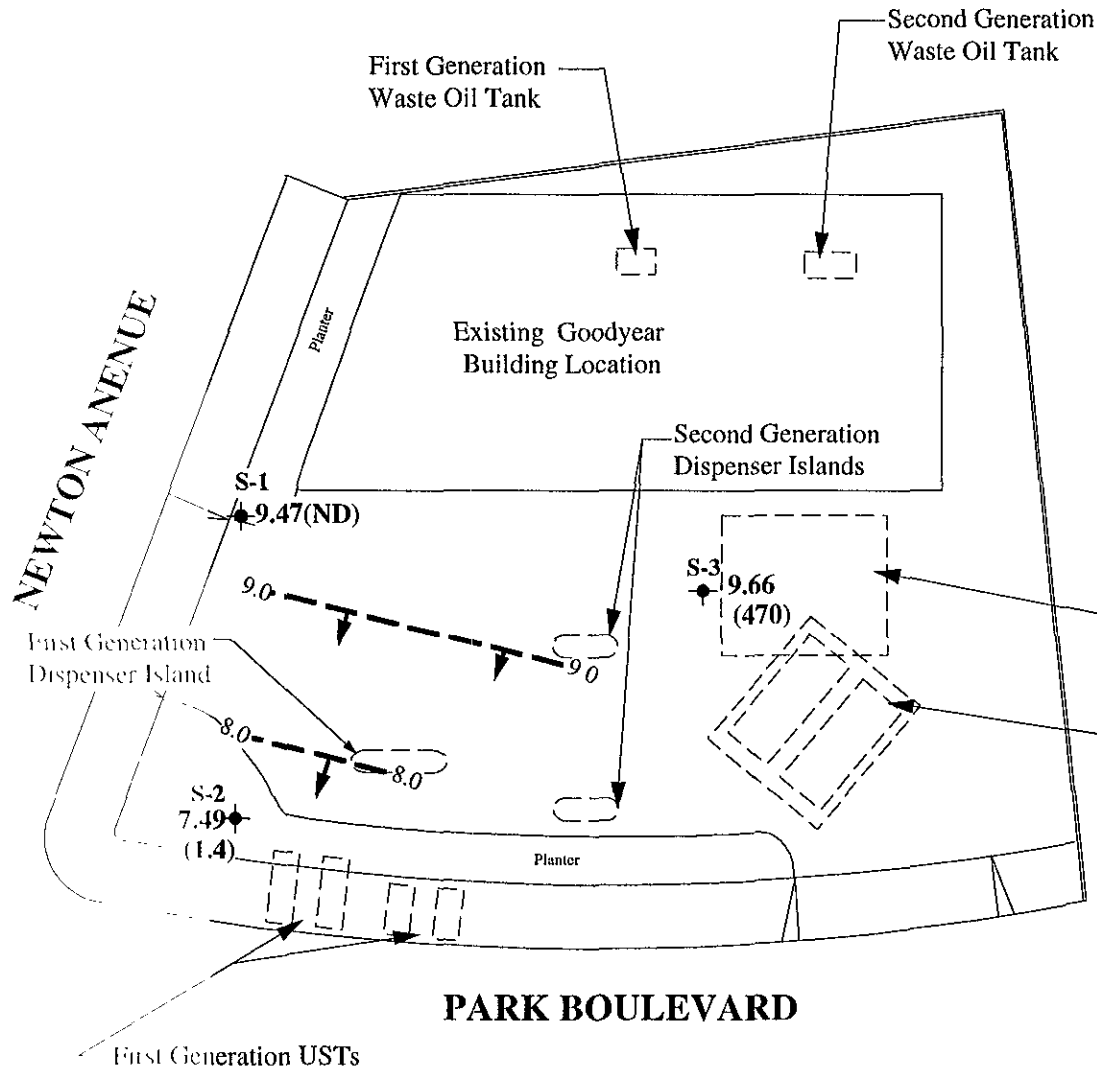 Second Generation
Waste Oil Tank
First Generation
Waste Oil Tank
Planter
Existing Goodyear
Building Location
NEWTON ANENUE
Second Generation
Dispenser Islands
S-1
9.47(ND)
S-3
9.66
(470)
9.0
9.0
First Generation
Dispenser Island
8.0
8.0
S-2
7.49
(1.4)
Planter
PARK BOULEVARD
First Generation USTs